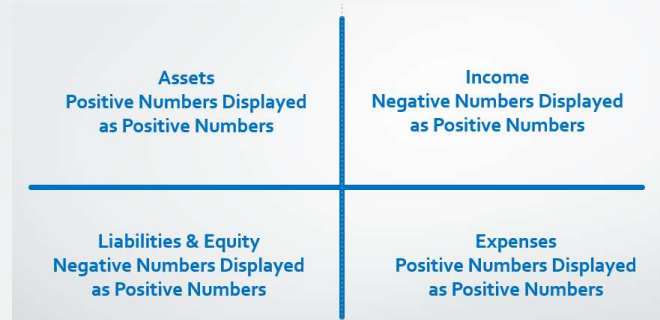 Assets
Positive Numbers Displayed
as Positive Numbers
Income
Negative Numbers Displayed
as Positive Numbers
Liabilities & Equity
Negative Numbers Displayed
as Positive Numbers
Expenses
Positive Numbers Displayed
as Positive Numbers